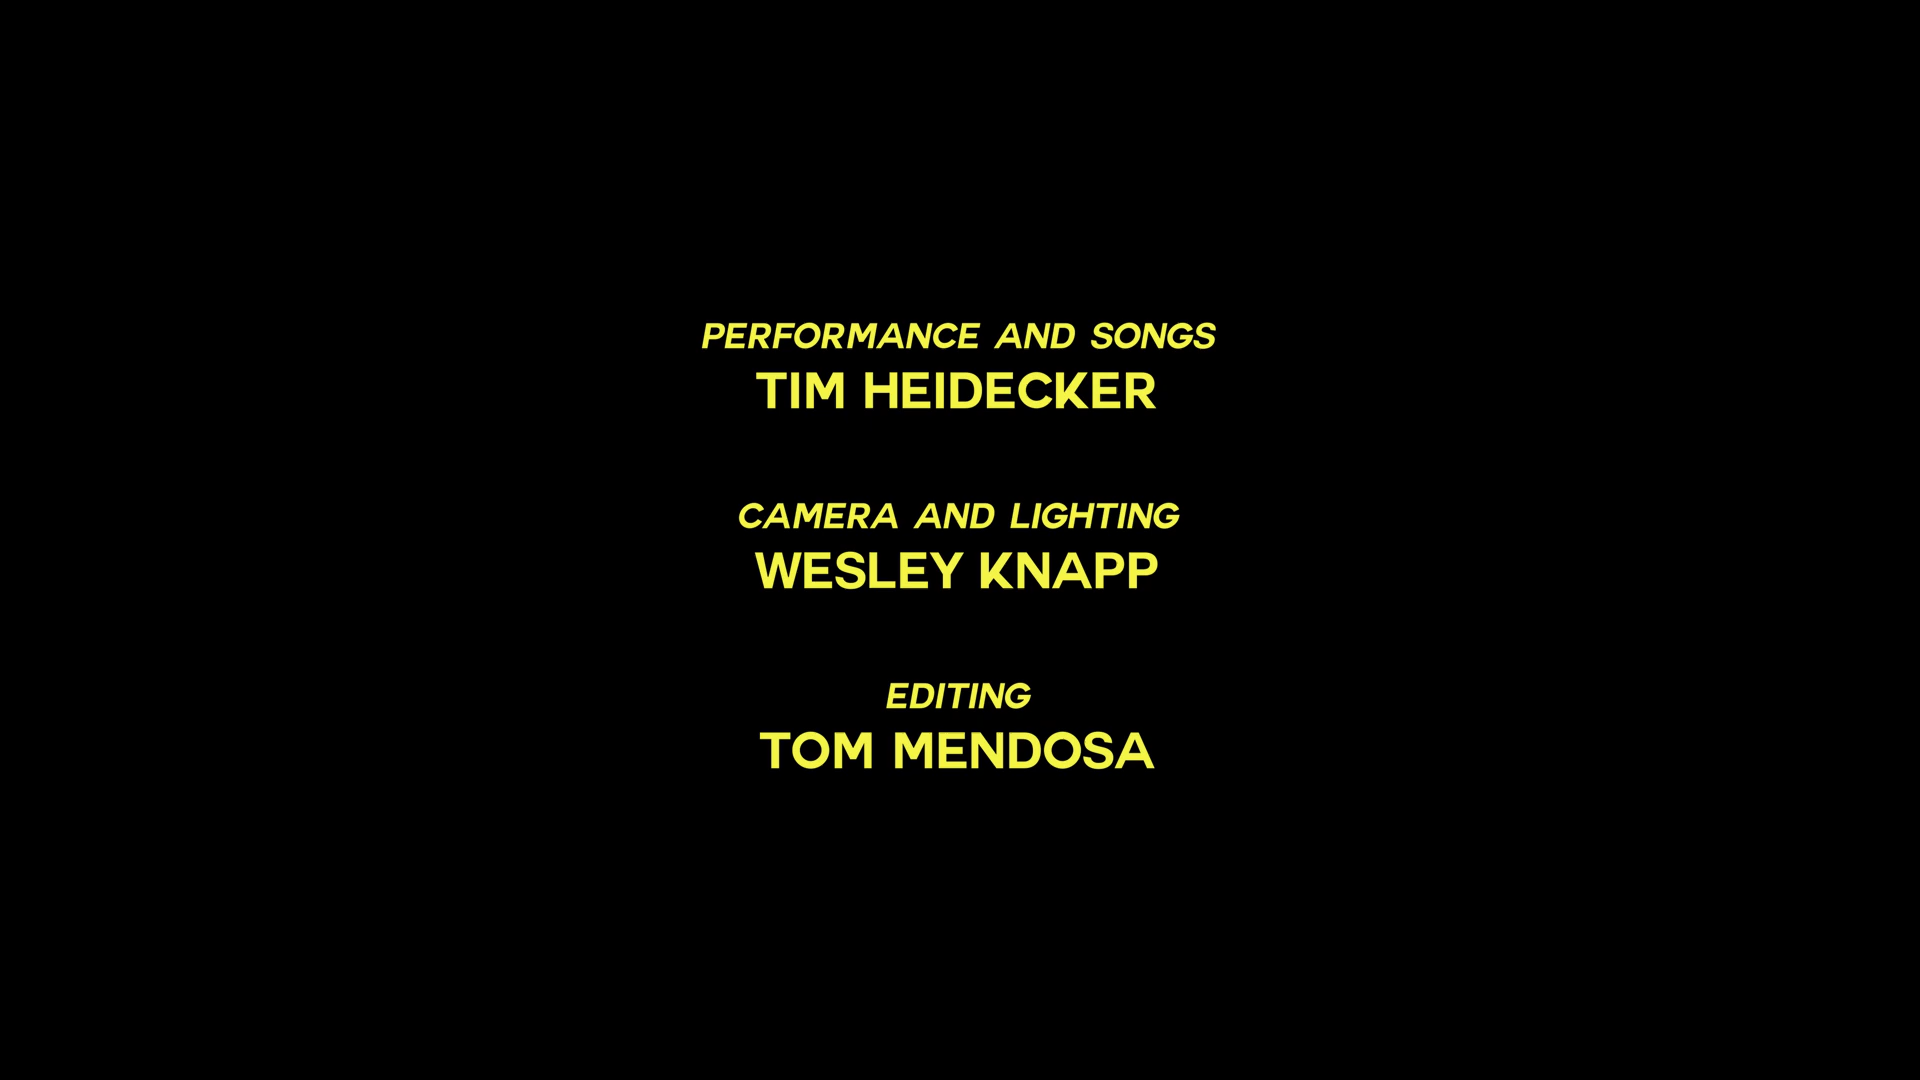 PERFORMANCE AND SONGS
TIM HEIDECKER
CAMERA AND LIGHTING
WESLEY KNAPP
EDITING
TOM MENDOSA